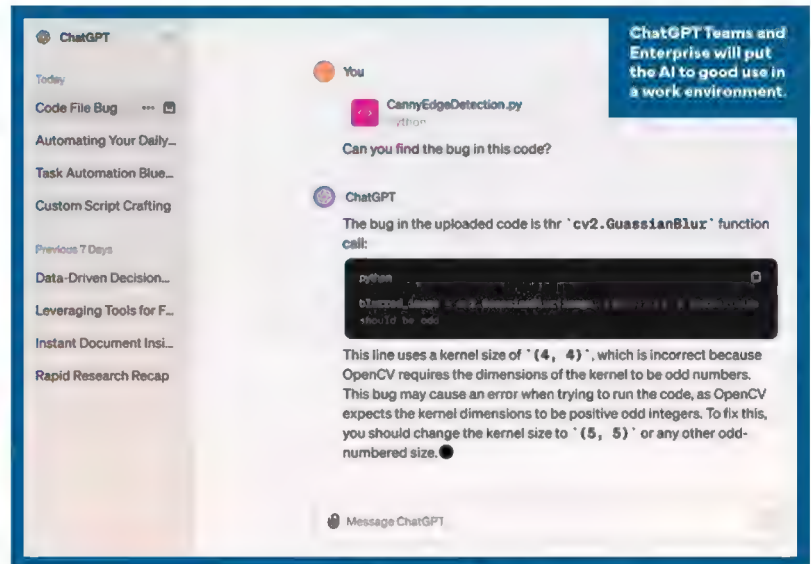 ChatGPT
Today
Code File Bug
Automating Your Daily...
Task Automation Blue...
Custom Script Crafting
Previous 7 Days
Data-Driven Decision...
Leveraging Tools for F...
Instant Document Insi...
Rapid Research Recap
ChatGPT Teams and
Enterprise will put
the AI to good use in
a work environment.
You
CannyEdgeDetection.py
Can you find the bug in this code?
ChatGPT
The bug in the uploaded code is thr `cv2.GuassianBlur` function
call:
python
should be odd
This line uses a kernel size of `(4, 4)`, which is incorrect because
OpenCV requires the dimensions of the kernel to be odd numbers.
This bug may cause an error when trying to run the code, as OpenCV
expects the kernel dimensions to be positive odd integers. To fix this,
you should change the kernel size to `(5, 5)` or any other odd-
numbered size.
Message ChatGPT